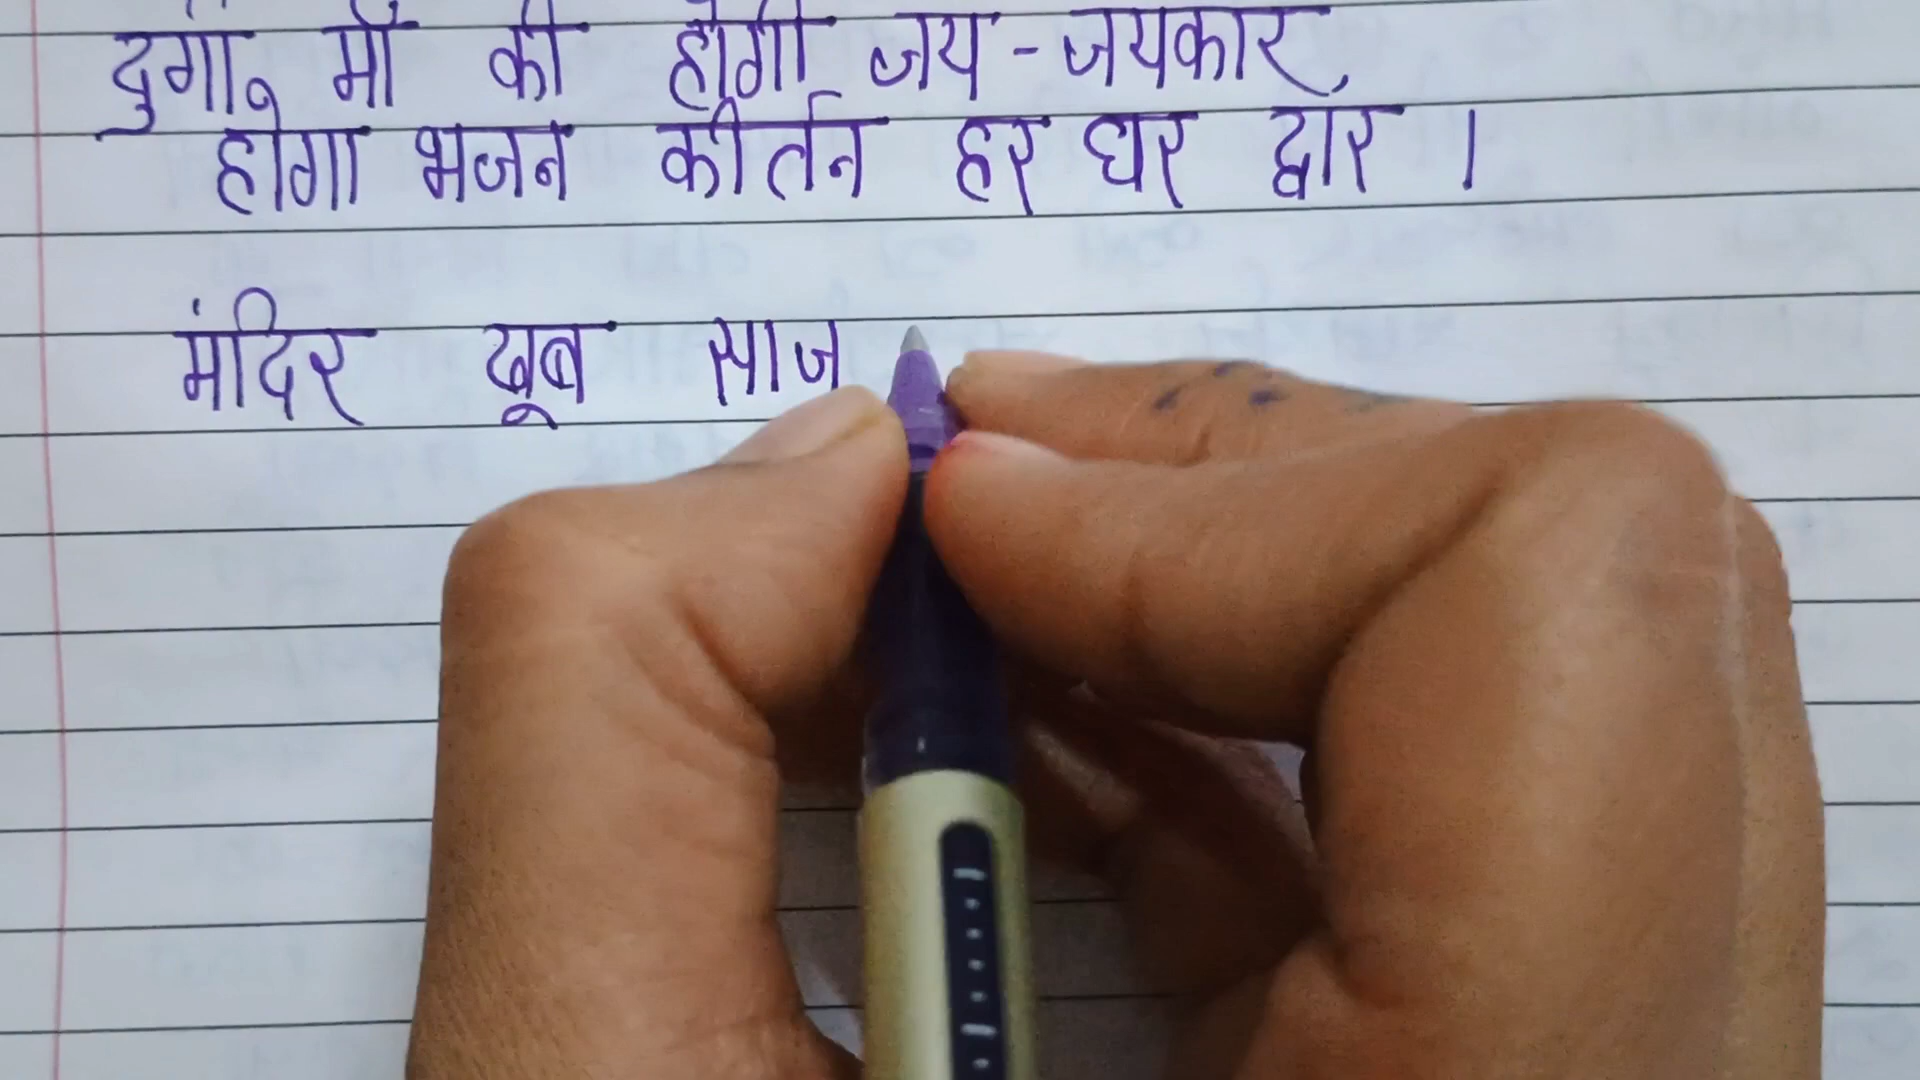 दुर्गा माँ की होगी जय-जयकार,
होगा भजन कीर्तन हर घर द्वार ।
मंदिर खूब साज